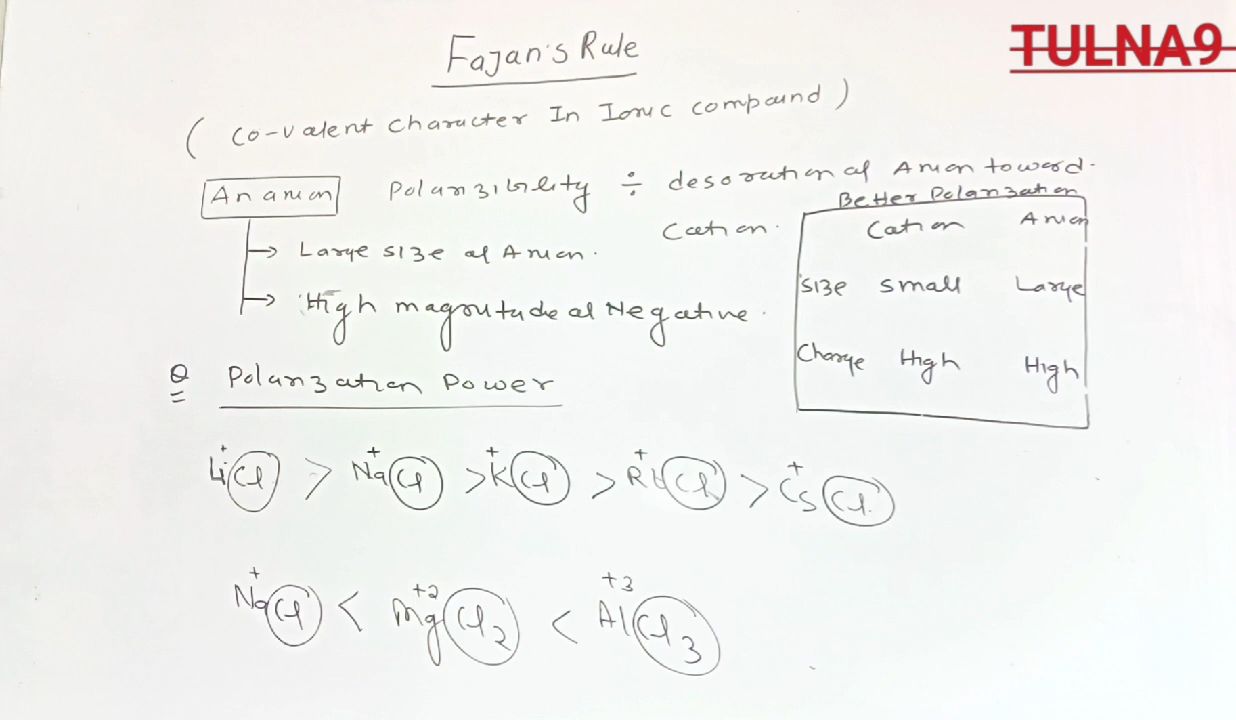 Fajan's Rule
TULNA9
( Co-valent Character In Ionic compound )
An anion Polarizibility ÷ desoration of Anion toward.
Cation.
→ Large size of Anion.
→ High magnitude of Negative.
Better Polarization
Cation Anion
size small Large
Charge High High
Q Polarization Power
Li⁺Cl > Na⁺Cl > K⁺Cl > Rb⁺Cl > Cs⁺Cl
Na⁺Cl < Mg⁺²Cl₂ < Al⁺³Cl₃